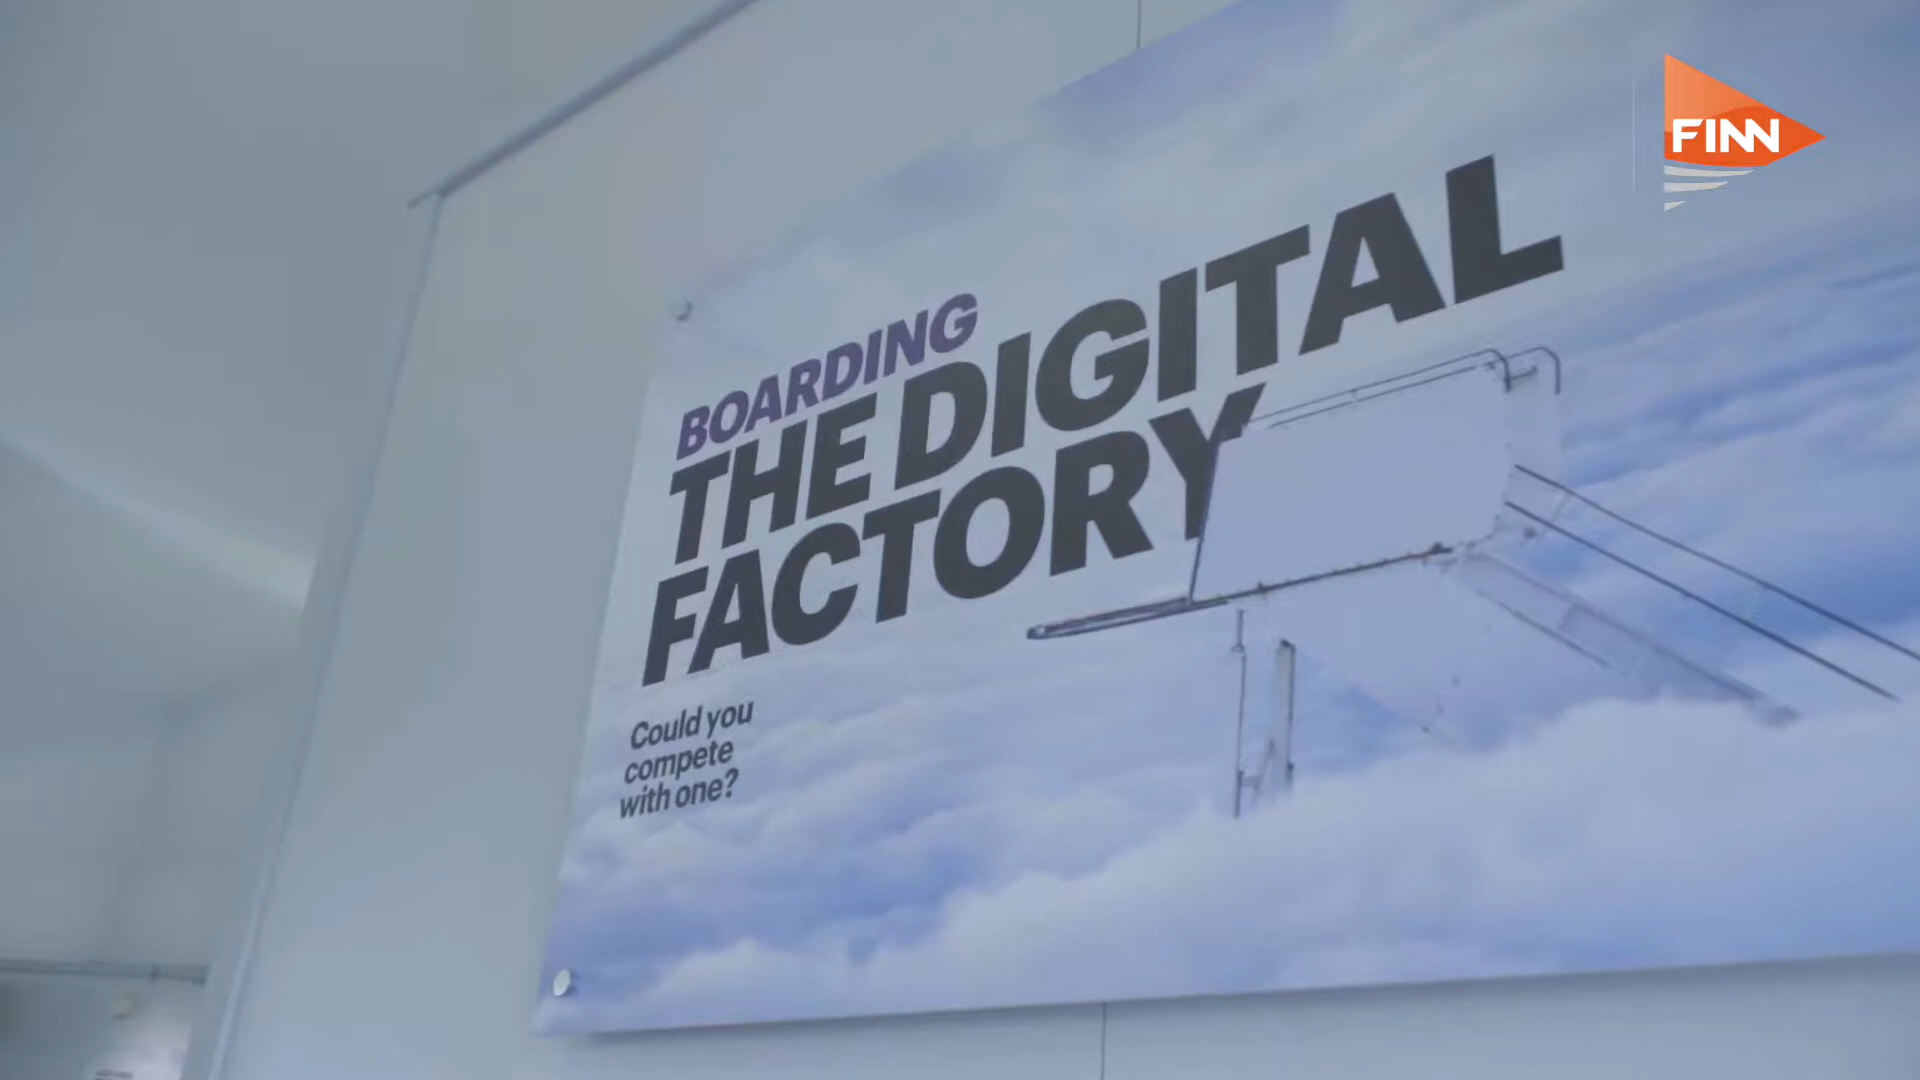 FINN
BOARDING
THE DIGITAL
FACTORY
Could you
compete
with one?